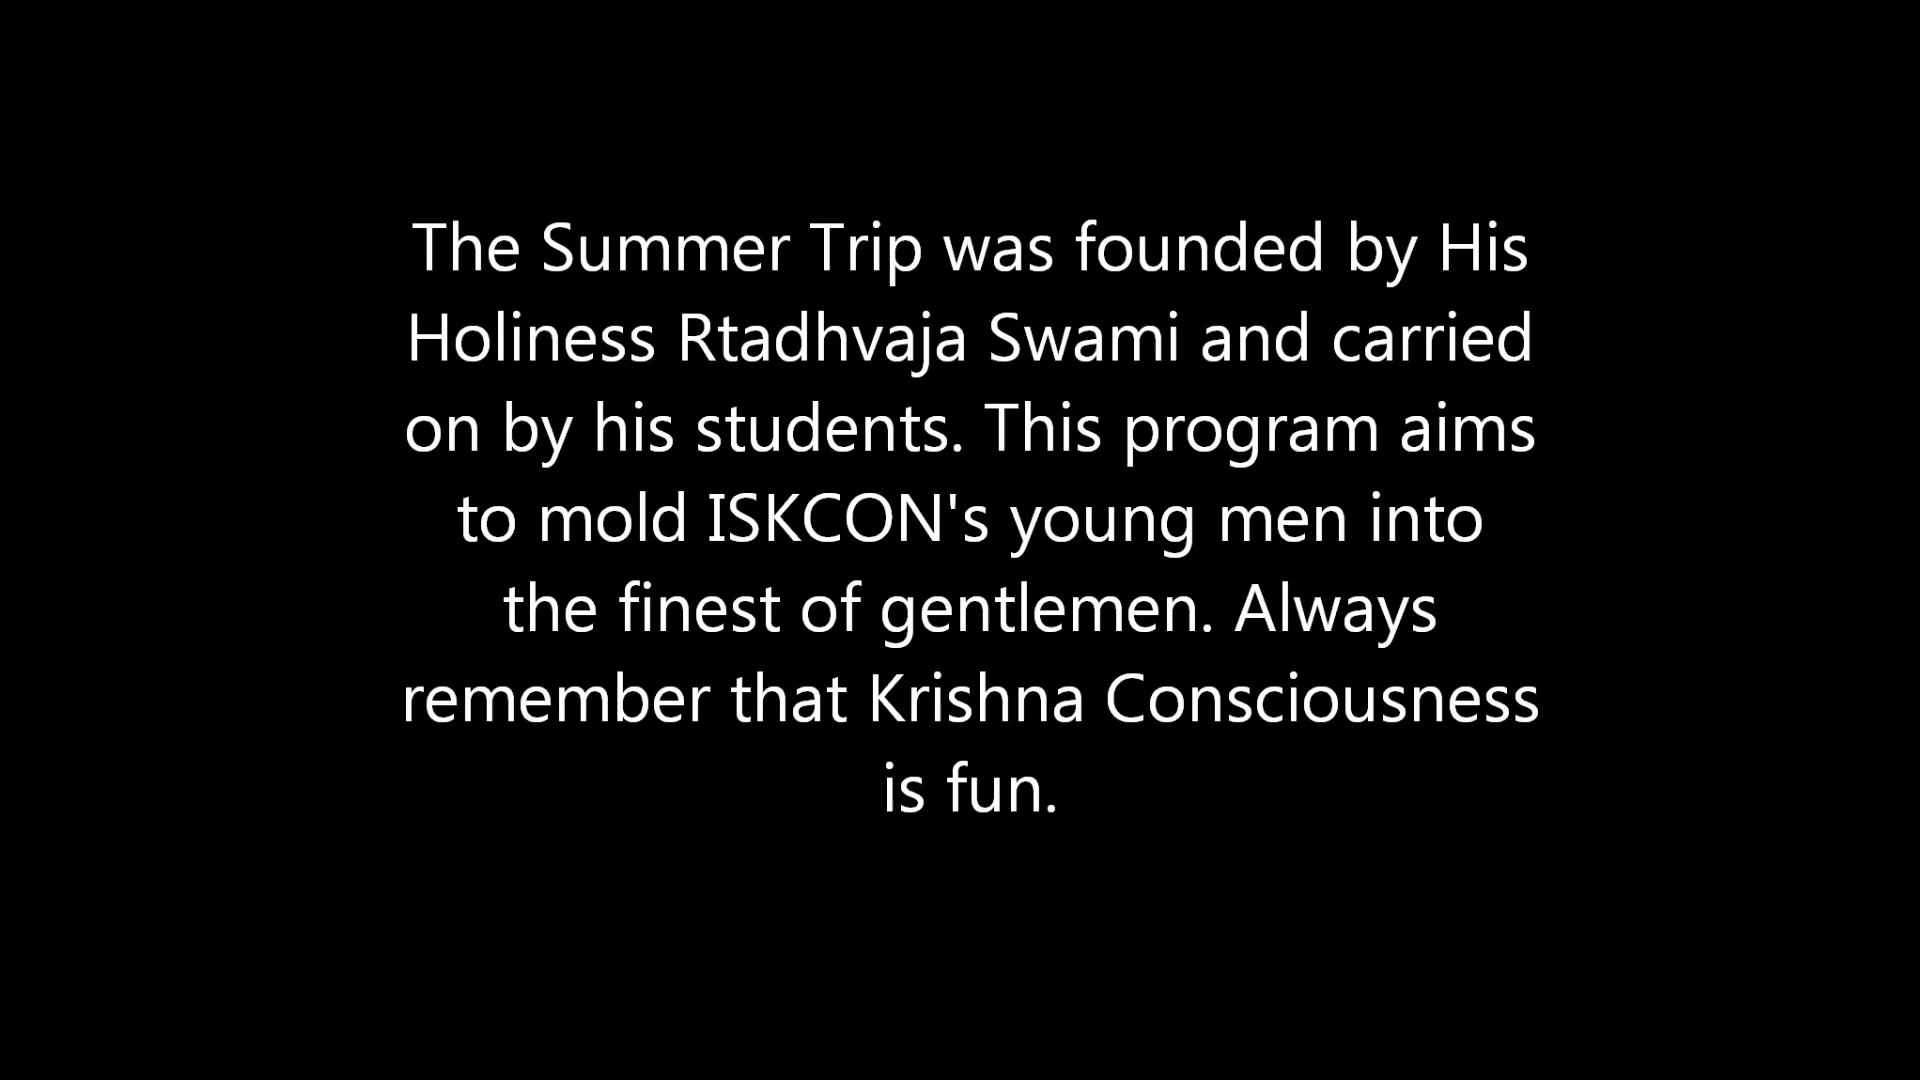 The Summer Trip was founded by His
Holiness Rtadhvaja Swami and carried
on by his students. This program aims
to mold ISKCON's young men into
the finest of gentlemen. Always
remember that Krishna Consciousness
is fun.